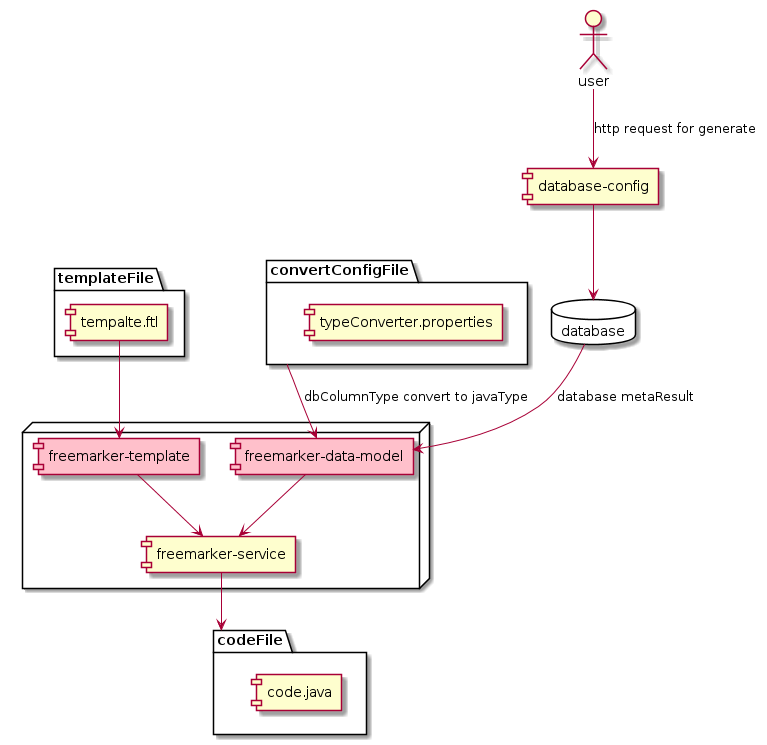 user
http request for generate
database-config
templateFile
convertConfigFile
tempalte.ftl
typeConverter.properties
database
dbColumnType convert to javaType
database metaResult
freemarker-template
freemarker-data-model
freemarker-service
codeFile
code.java